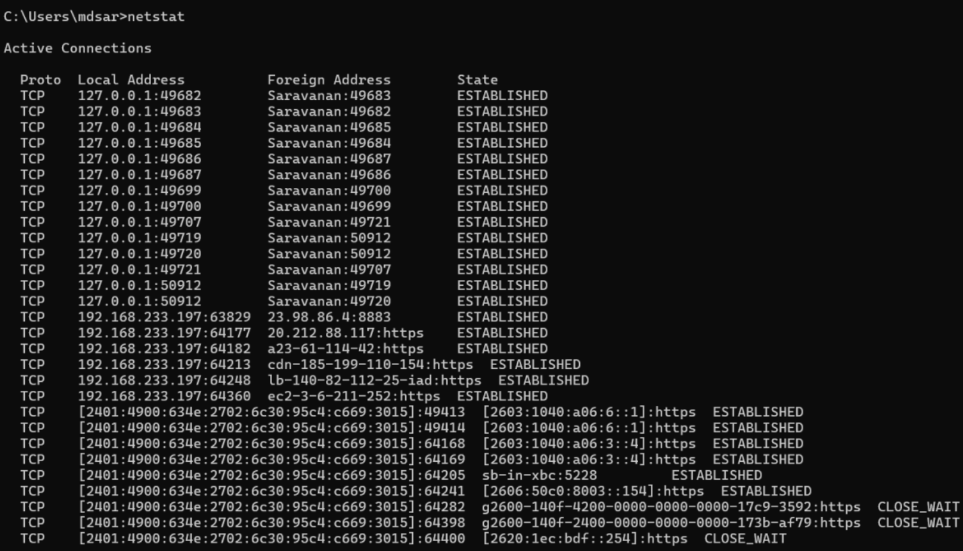 C:\Users\mdsar>netstat
Active Connections
Proto  Local Address          Foreign Address        State
TCP    127.0.0.1:49682        Saravanan:49683        ESTABLISHED
TCP    127.0.0.1:49683        Saravanan:49682        ESTABLISHED
TCP    127.0.0.1:49684        Saravanan:49685        ESTABLISHED
TCP    127.0.0.1:49685        Saravanan:49684        ESTABLISHED
TCP    127.0.0.1:49686        Saravanan:49687        ESTABLISHED
TCP    127.0.0.1:49687        Saravanan:49686        ESTABLISHED
TCP    127.0.0.1:49699        Saravanan:49700        ESTABLISHED
TCP    127.0.0.1:49700        Saravanan:49699        ESTABLISHED
TCP    127.0.0.1:49707        Saravanan:49721        ESTABLISHED
TCP    127.0.0.1:49719        Saravanan:50912        ESTABLISHED
TCP    127.0.0.1:49720        Saravanan:50912        ESTABLISHED
TCP    127.0.0.1:49721        Saravanan:49707        ESTABLISHED
TCP    127.0.0.1:50912        Saravanan:49719        ESTABLISHED
TCP    127.0.0.1:50912        Saravanan:49720        ESTABLISHED
TCP    192.168.233.197:63829  23.98.86.4:8883        ESTABLISHED
TCP    192.168.233.197:64177  20.212.88.117:https    ESTABLISHED
TCP    192.168.233.197:64182  a23-61-114-42:https    ESTABLISHED
TCP    192.168.233.197:64213  cdn-185-199-110-154:https  ESTABLISHED
TCP    192.168.233.197:64248  lb-140-82-112-25-iad:https  ESTABLISHED
TCP    192.168.233.197:64360  ec2-3-6-211-252:https  ESTABLISHED
TCP    [2401:4900:634e:2702:6c30:95c4:c669:3015]:49413  [2603:1040:a06:6::1]:https  ESTABLISHED
TCP    [2401:4900:634e:2702:6c30:95c4:c669:3015]:49414  [2603:1040:a06:6::1]:https  ESTABLISHED
TCP    [2401:4900:634e:2702:6c30:95c4:c669:3015]:64168  [2603:1040:a06:3::4]:https  ESTABLISHED
TCP    [2401:4900:634e:2702:6c30:95c4:c669:3015]:64169  [2603:1040:a06:3::4]:https  ESTABLISHED
TCP    [2401:4900:634e:2702:6c30:95c4:c669:3015]:64205  sb-in-xbc:5228         ESTABLISHED
TCP    [2401:4900:634e:2702:6c30:95c4:c669:3015]:64241  [2606:50c0:8003::154]:https  ESTABLISHED
TCP    [2401:4900:634e:2702:6c30:95c4:c669:3015]:64282  g2600-140f-4200-0000-0000-0000-17c9-3592:https  CLOSE_WAIT
TCP    [2401:4900:634e:2702:6c30:95c4:c669:3015]:64398  g2600-140f-2400-0000-0000-0000-173b-af79:https  CLOSE_WAIT
TCP    [2401:4900:634e:2702:6c30:95c4:c669:3015]:64400  [2620:1ec:bdf::254]:https  CLOSE_WAIT